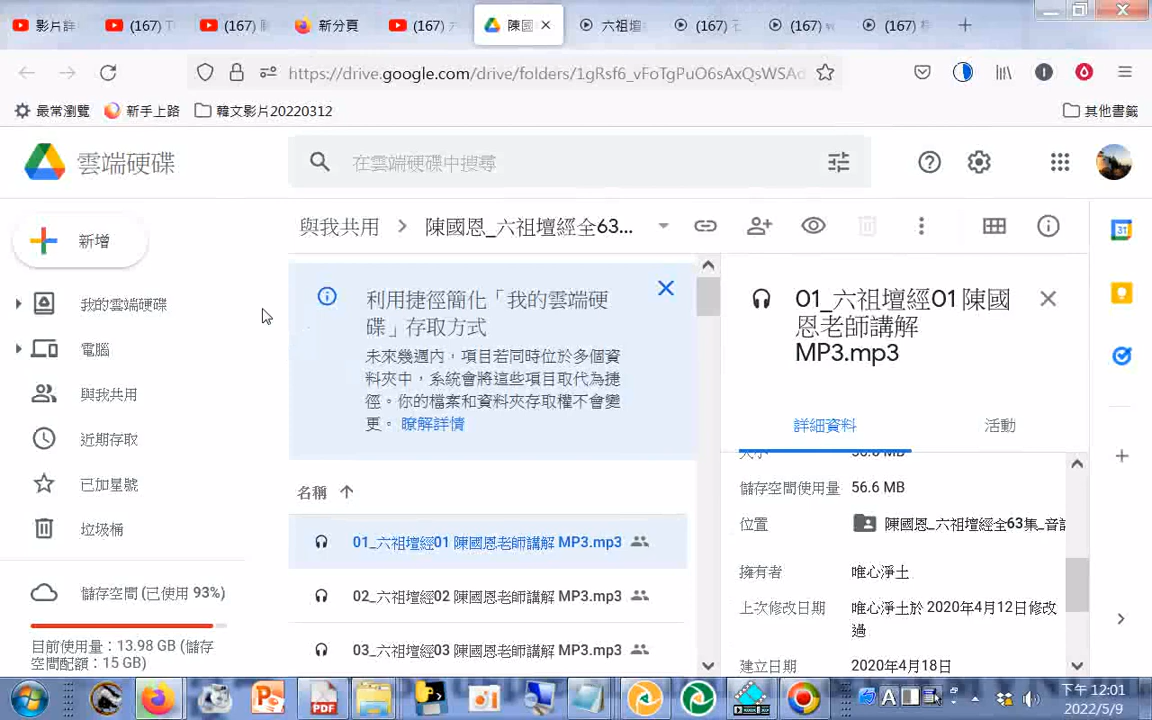 影片詳
(167) T
(167)
新分頁
(167)
陳國
六祖壇
(167)
(167)
(167)
https://drive.google.com/drive/folders/1gRsf6_vFoTgPuO6sAxQsWSAd
最常瀏覽
新手上路
韓文影片20220312
其他書籤
雲端硬碟
在雲端硬碟中搜尋
新增
我的雲端硬碟
電腦
與我共用
近期存取
已加星號
垃圾桶
儲存空間 (已使用 93%)
目前使用量：13.98 GB (儲存
空間配額：15 GB)
與我共用
陳國恩_六祖壇經全63...
利用捷徑簡化「我的雲端硬
碟」存取方式
未來幾週內，項目若同時位於多個資
料夾中，系統會將這些項目取代為捷
徑。你的檔案和資料夾存取權不會變
更。 瞭解詳情
名稱
01_六祖壇經01 陳國恩老師講解 MP3.mp3
02_六祖壇經02 陳國恩老師講解 MP3.mp3
03_六祖壇經03 陳國恩老師講解 MP3.mp3
01_六祖壇經01 陳國
恩老師講解
MP3.mp3
詳細資料
活動
大小 56.6 MB
儲存空間使用量 56.6 MB
位置 陳國恩_六祖壇經全63集_音
擁有者 唯心淨土
上次修改日期 唯心淨土於 2020年4月12日修改
過
建立日期 2020年4月18日
31
PDF
A
下午 12:01
2022/5/9